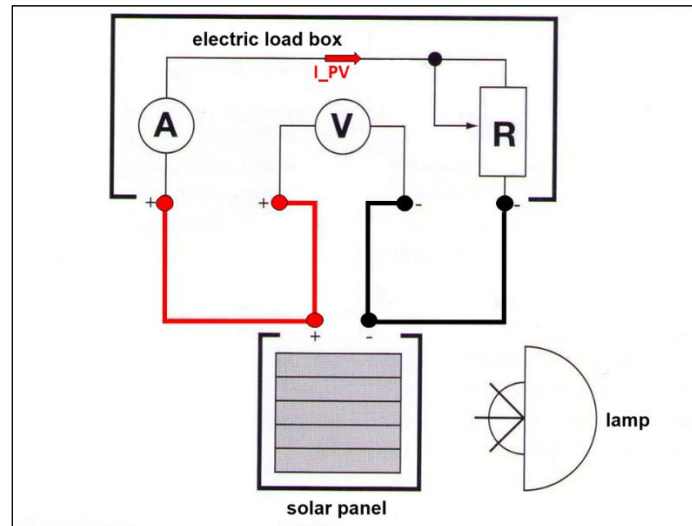 electric load box
I_PV
A
V
R
+
+
-
-
+
-
lamp
solar panel